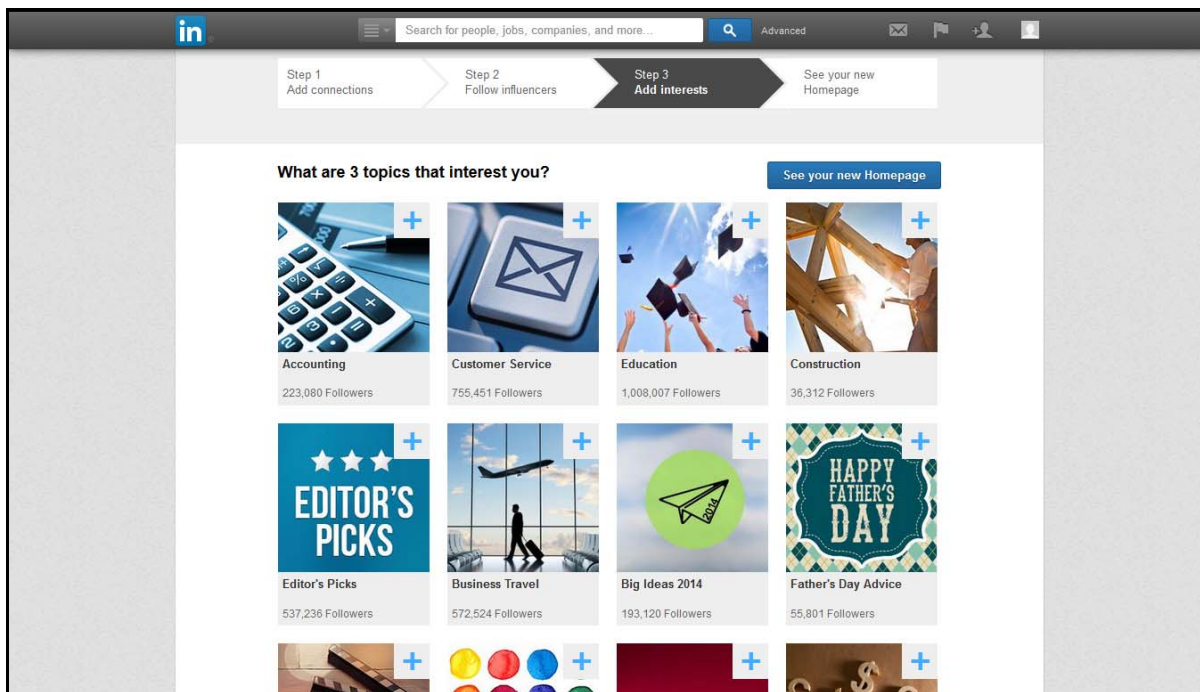 in
Search for people, jobs, companies, and more...
Advanced
Step 1
Add connections
Step 2
Follow influencers
Step 3
Add interests
See your new
Homepage
What are 3 topics that interest you?
See your new Homepage
Accounting
223,080 Followers
Customer Service
755,451 Followers
Education
1,008,007 Followers
Construction
36,312 Followers
EDITOR'S
PICKS
2014
HAPPY
FATHER'S
DAY
Editor's Picks
537,236 Followers
Business Travel
572,524 Followers
Big Ideas 2014
193,120 Followers
Father's Day Advice
55,801 Followers